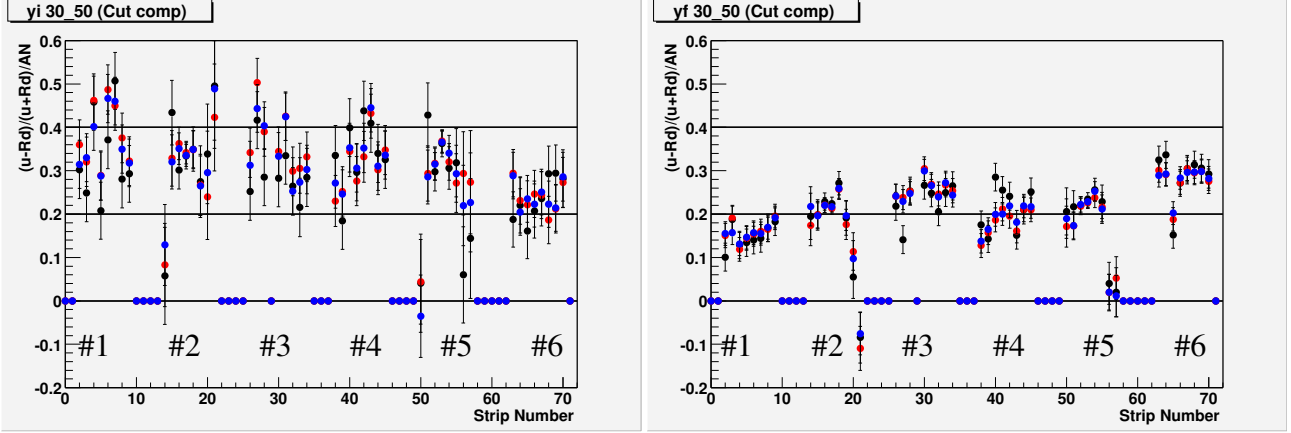 yi 30_50 (Cut comp)
(u-Rd)/(u+Rd)/AN
0.6
0.5
0.4
0.3
0.2
0.1
0
-0.1
-0.2
#1 #2 #3 #4 #5 #6
0 10 20 30 40 50 60 70
Strip Number
yf 30_50 (Cut comp)
(u-Rd)/(u+Rd)/AN
0.6
0.5
0.4
0.3
0.2
0.1
0
-0.1
-0.2
#1 #2 #3 #4 #5 #6
0 10 20 30 40 50 60 70
Strip Number